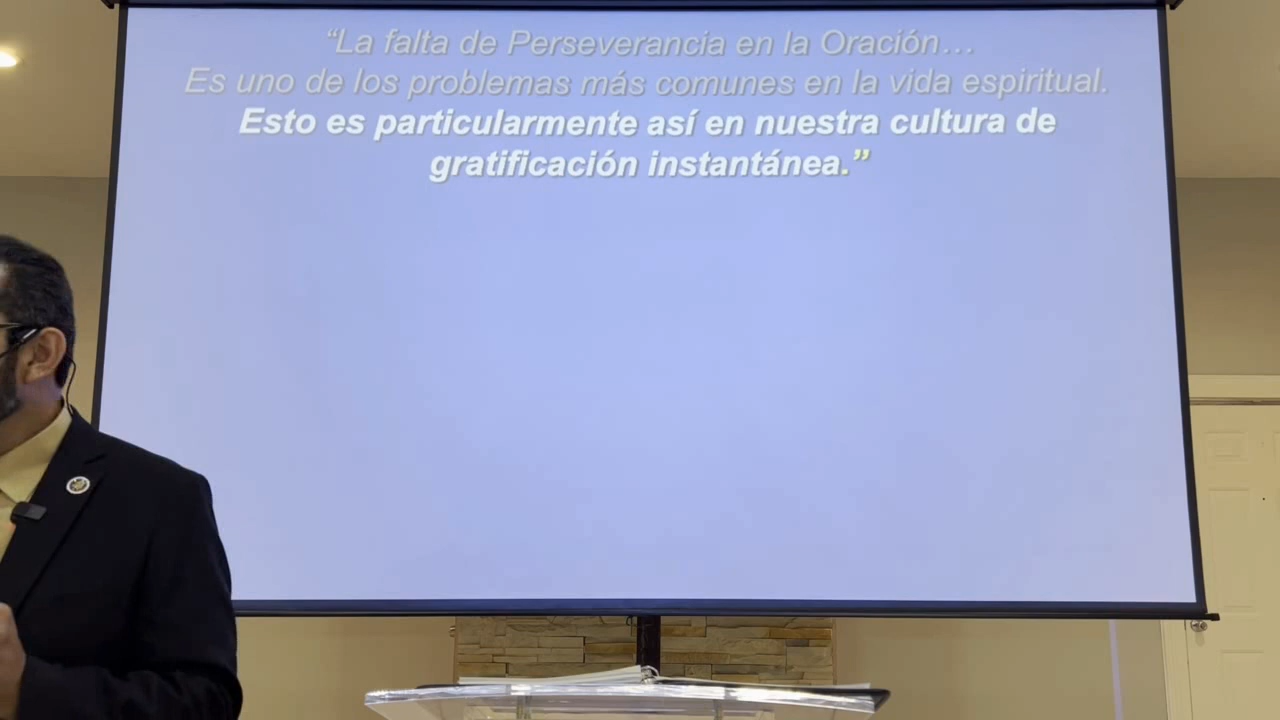 “La falta de Perseverancia en la Oración…
Es uno de los problemas más comunes en la vida espiritual.
Esto es particularmente así en nuestra cultura de
gratificación instantánea.”